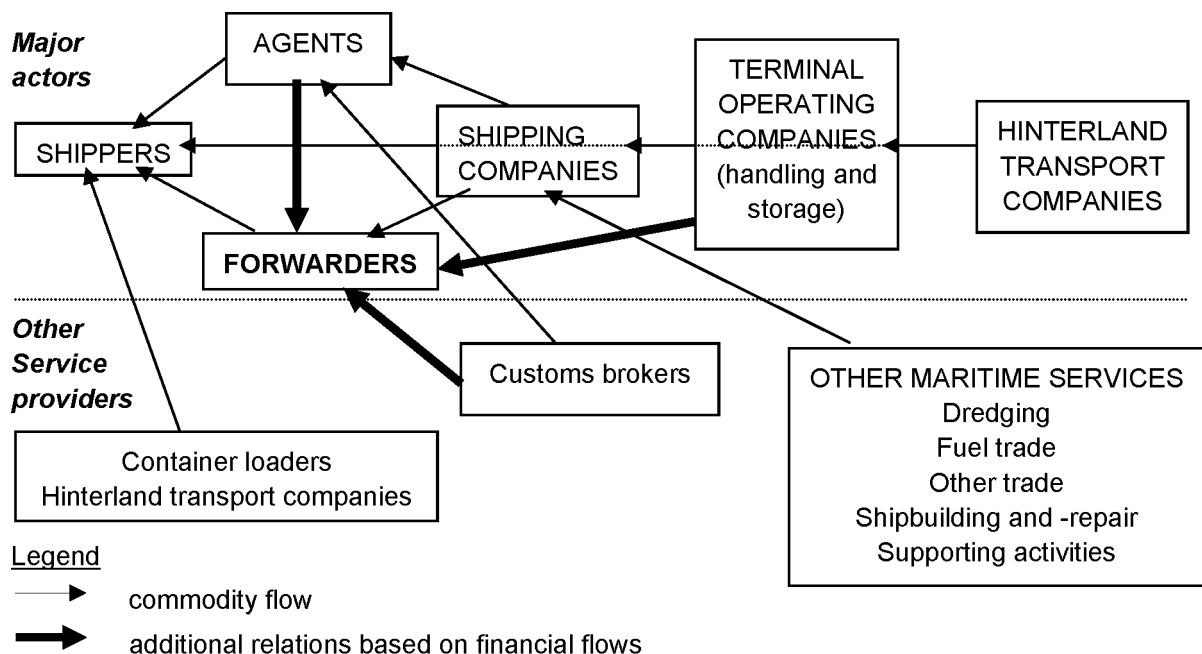 Major
actors
AGENTS
SHIPPERS
SHIPPING
COMPANIES
TERMINAL
OPERATING
COMPANIES
(handling and
storage)
HINTERLAND
TRANSPORT
COMPANIES
FORWARDERS
Other
Service
providers
Customs brokers
Container loaders
Hinterland transport companies
OTHER MARITIME SERVICES
Dredging
Fuel trade
Other trade
Shipbuilding and -repair
Supporting activities
Legend
commodity flow
additional relations based on financial flows